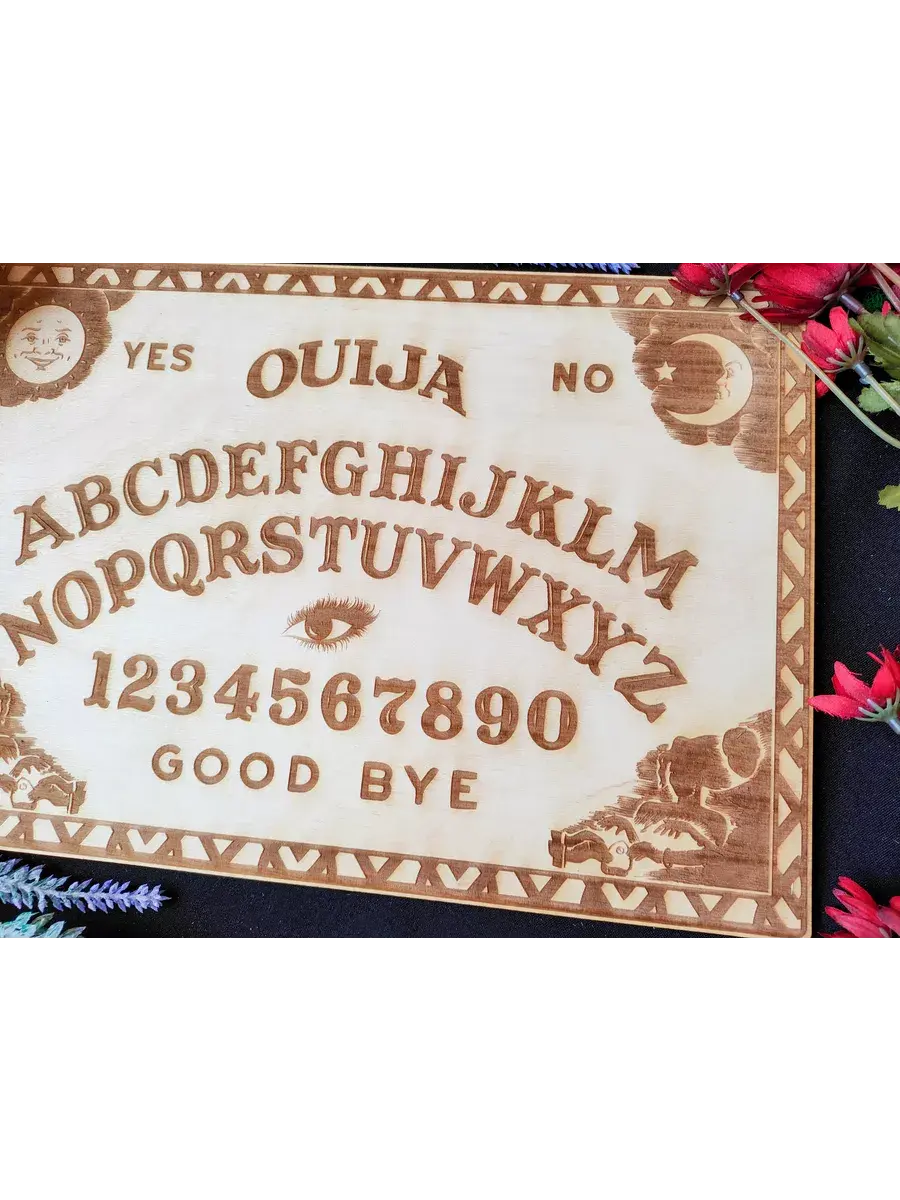 YES OUIJA NO
ABCDEFGHIJKLM
NOPQRSTUVWXYZ
1234567890
GOOD BYE